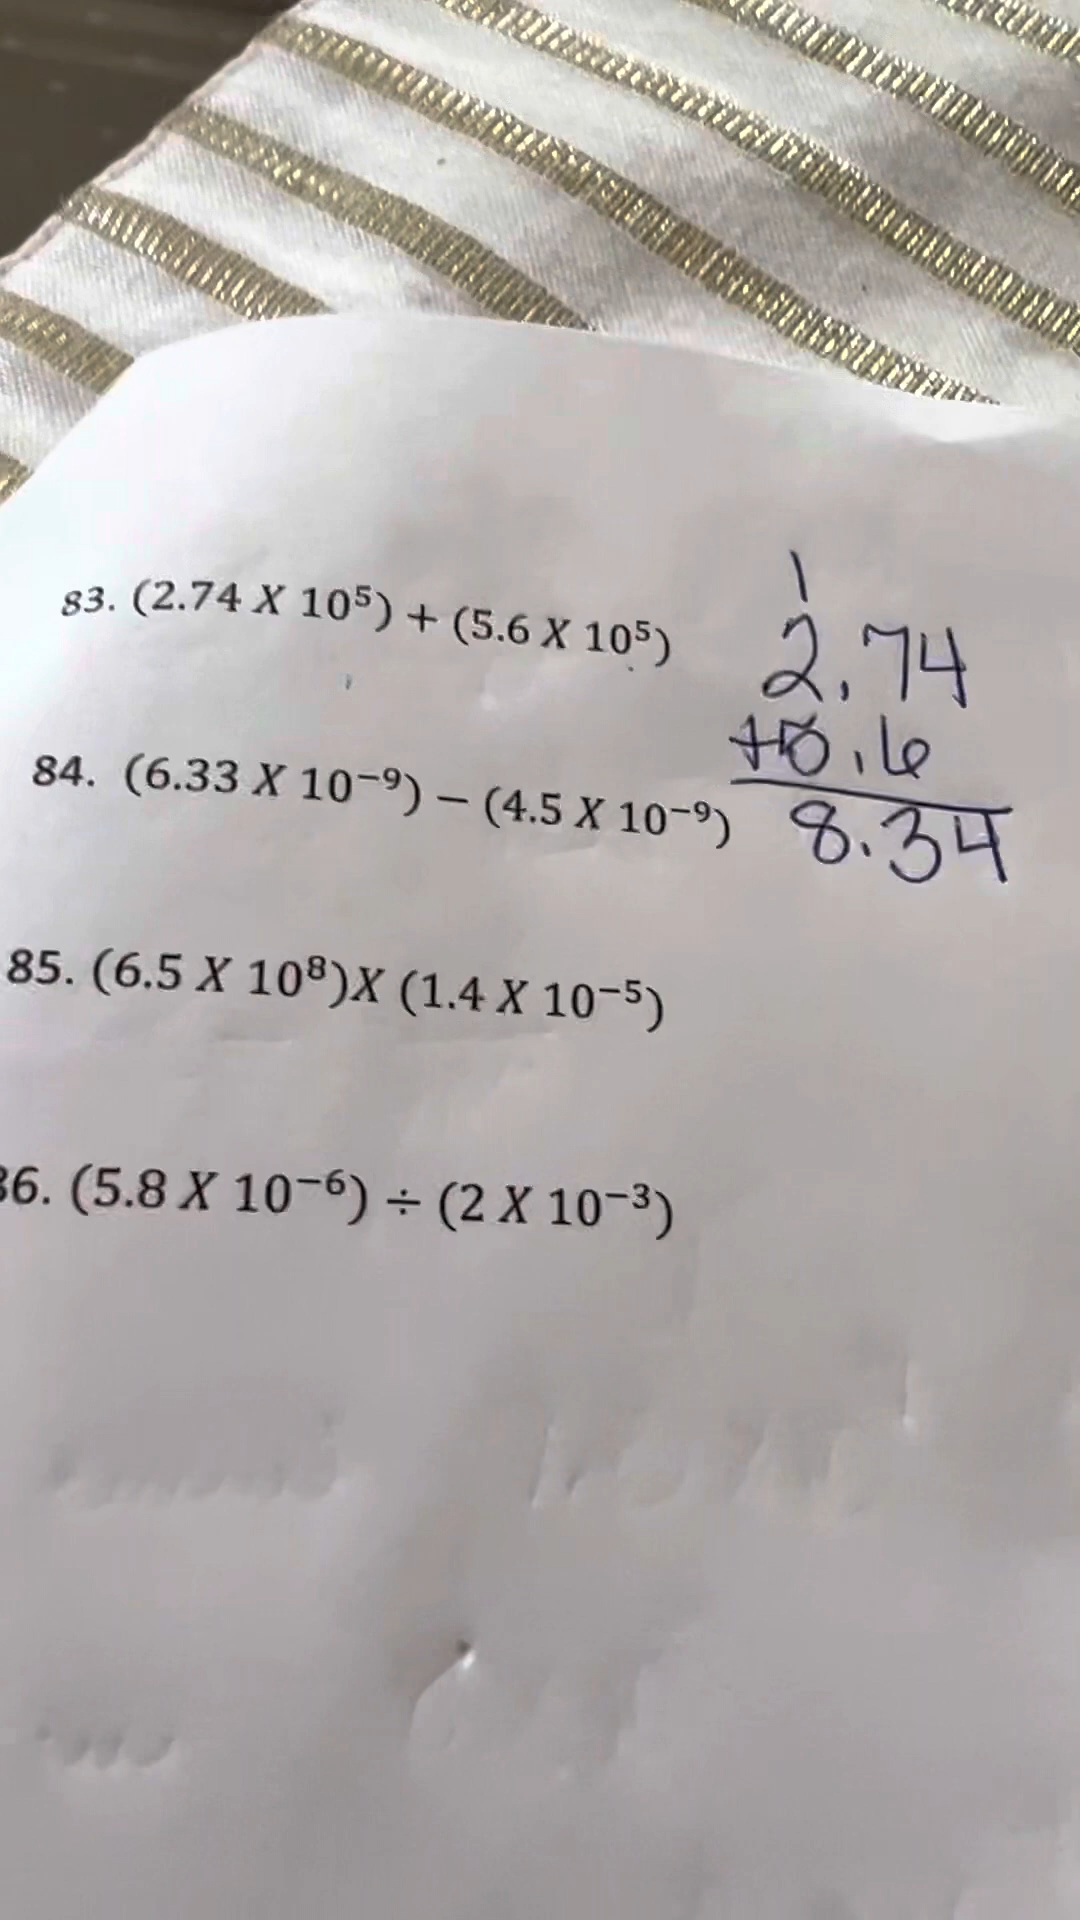 83. (2.74 X 10⁵) + (5.6 X 10⁵)
1
2.74
+5.6
8.34
84. (6.33 X 10⁻⁹) − (4.5 X 10⁻⁹)
85. (6.5 X 10⁸)X (1.4 X 10⁻⁵)
86. (5.8 X 10⁻⁶) ÷ (2 X 10⁻³)